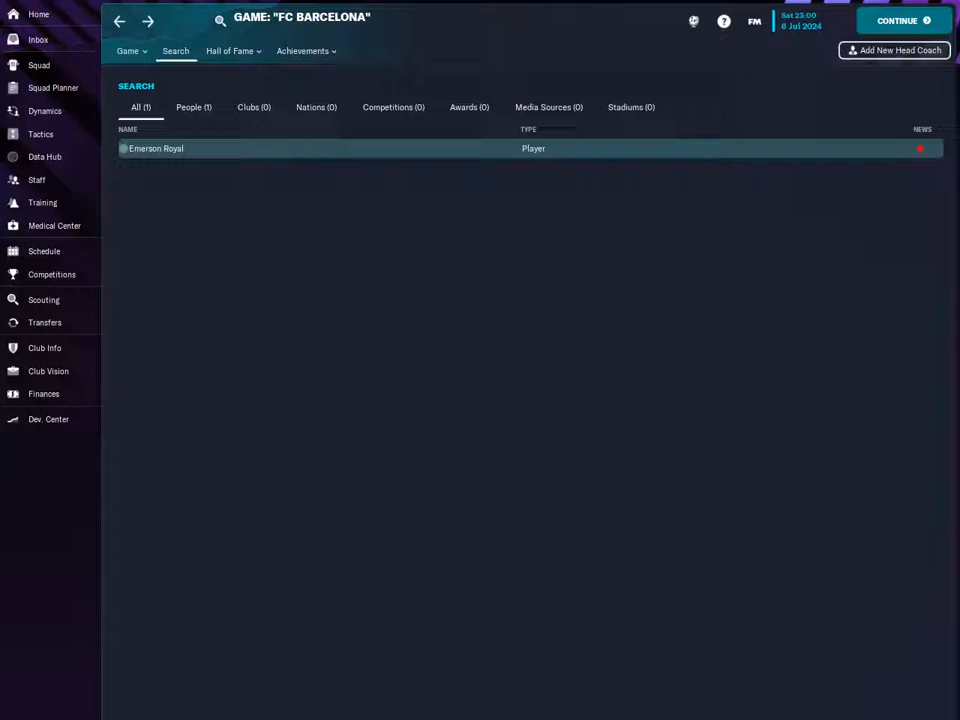 Home
Inbox
Squad
Squad Planner
Dynamics
Tactics
Data Hub
Staff
Training
Medical Center
Schedule
Competitions
Scouting
Transfers
Club Info
Club Vision
Finances
Dev. Center
GAME: "FC BARCELONA"
FM
Sat 23:00
6 Jul 2024
CONTINUE
Game
Search
Hall of Fame
Achievements
Add New Head Coach
SEARCH
All (1)
People (1)
Clubs (0)
Nations (0)
Competitions (0)
Awards (0)
Media Sources (0)
Stadiums (0)
NAME
TYPE
NEWS
Emerson Royal
Player